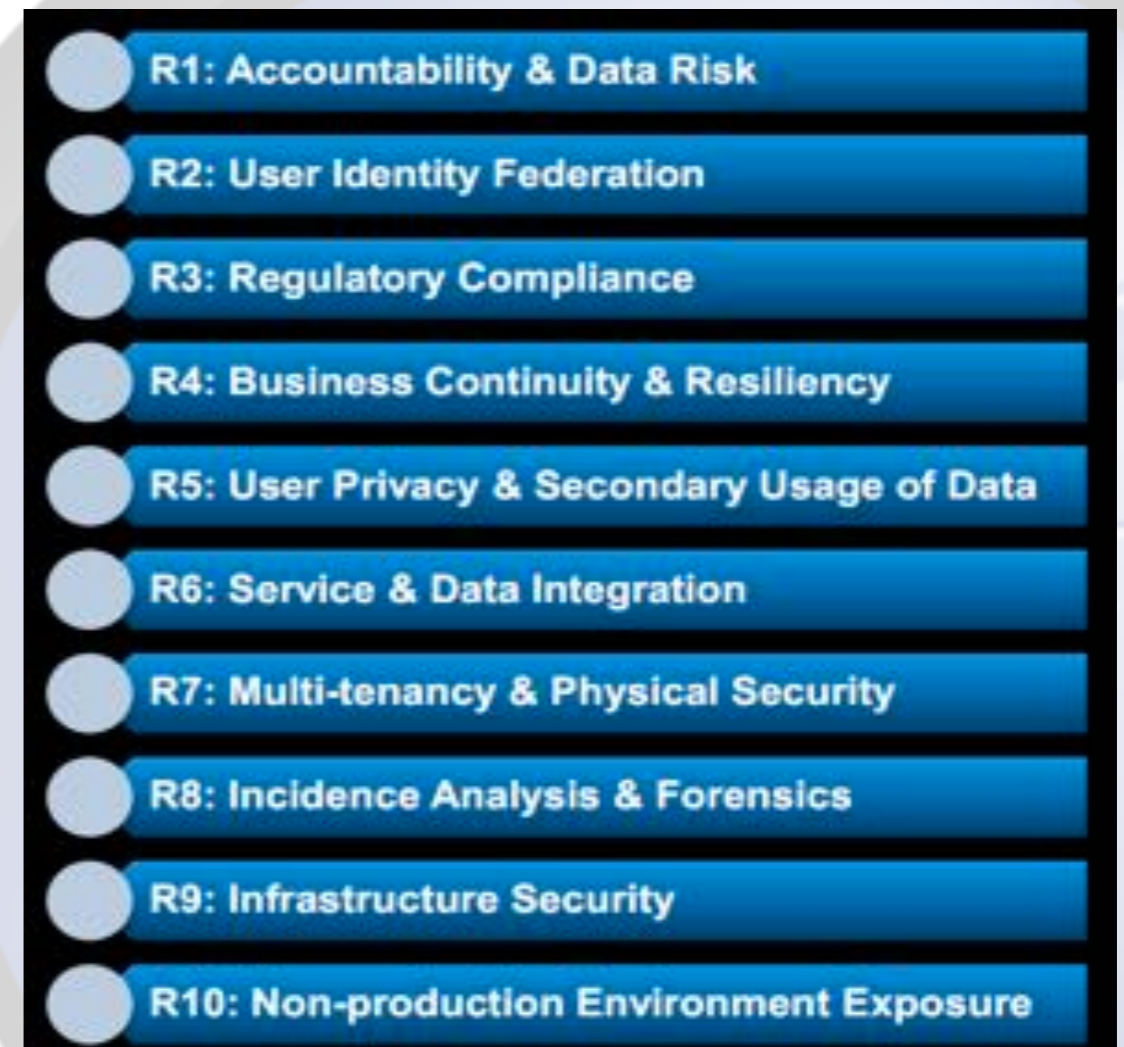 R1: Accountability & Data Risk
R2: User Identity Federation
R3: Regulatory Compliance
R4: Business Continuity & Resiliency
R5: User Privacy & Secondary Usage of Data
R6: Service & Data Integration
R7: Multi-tenancy & Physical Security
R8: Incidence Analysis & Forensics
R9: Infrastructure Security
R10: Non-production Environment Exposure